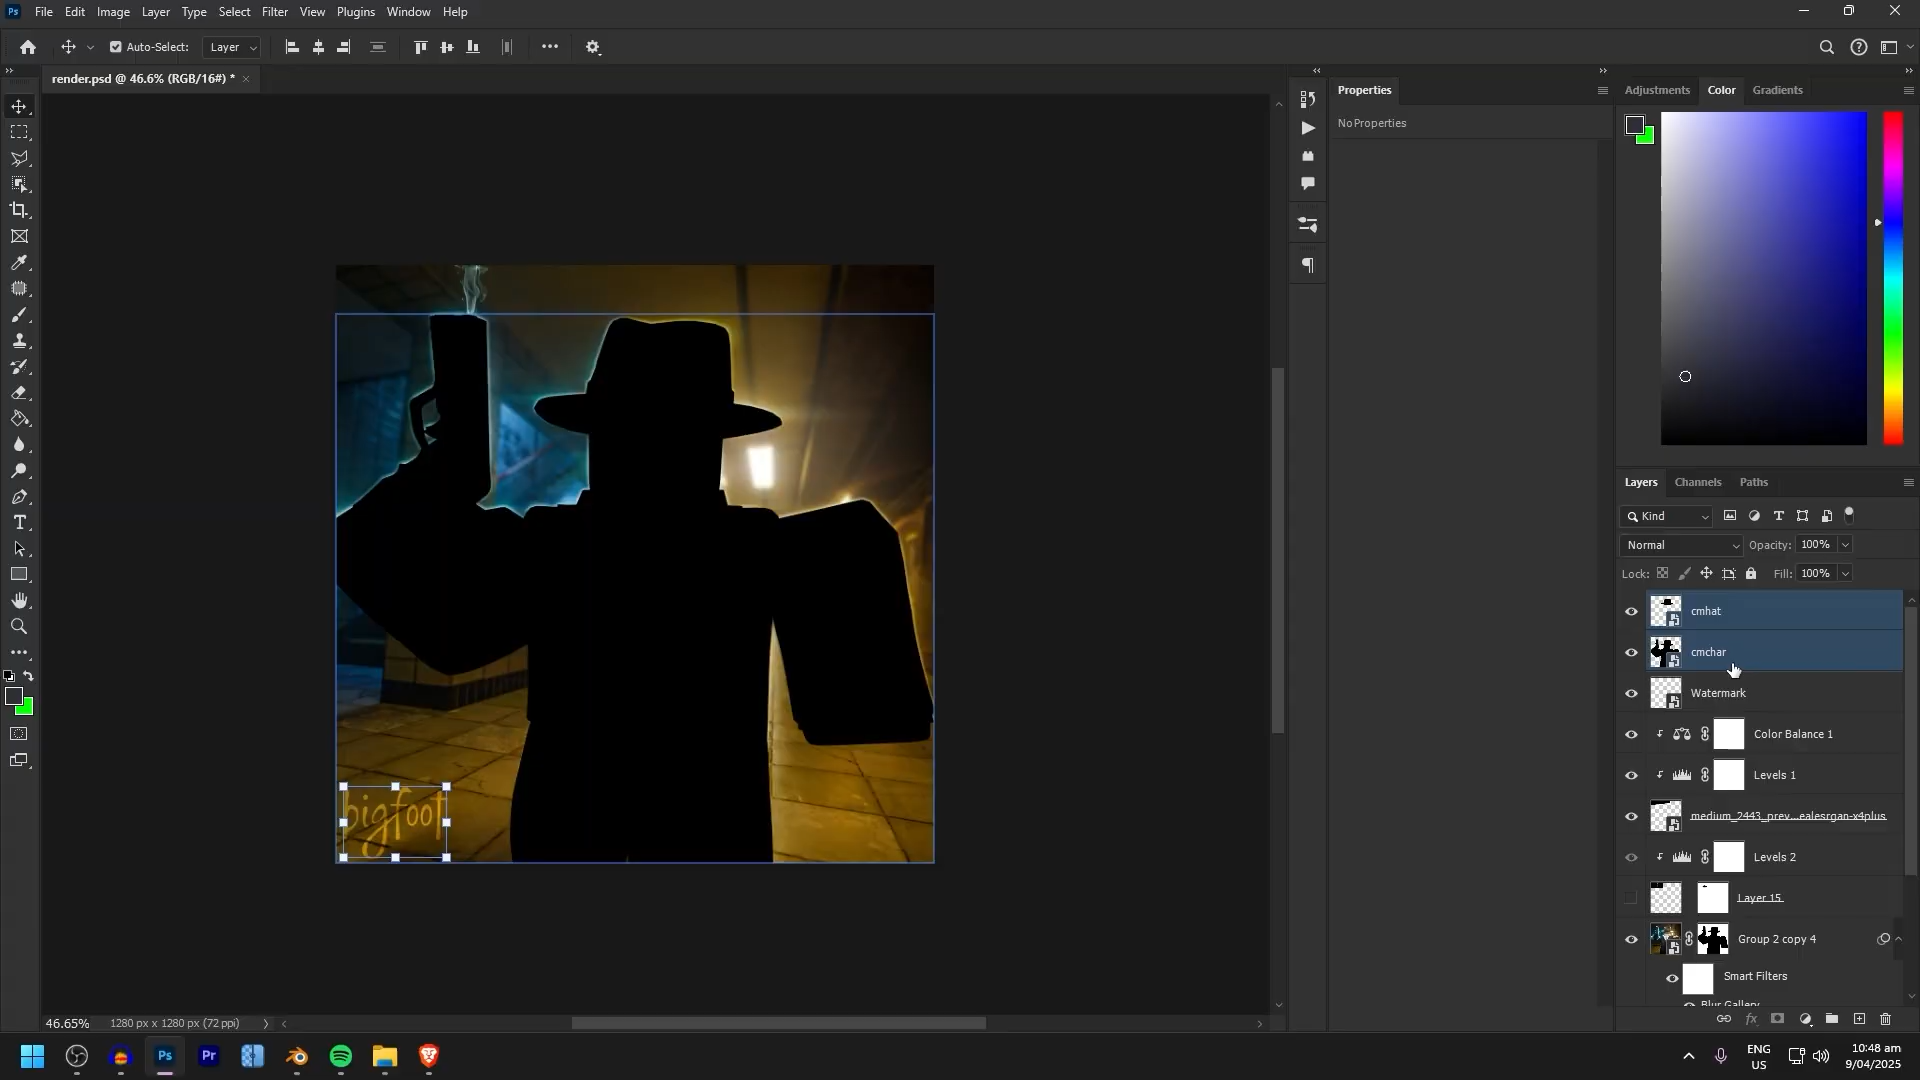 Ps File Edit Image Layer Type Select Filter View Plugins Window Help
Auto-Select: Layer
render.psd @ 46.6% (RGB/16#) * ×
Properties
No Properties
Adjustments Color Gradients
bigfoot
Layers Channels Paths
Kind
Normal Opacity: 100%
Lock: Fill: 100%
cmhat
cmchar
Watermark
Color Balance 1
Levels 1
medium_2443_prev...ealesrgan-x4plus
Levels 2
Layer 15
Group 2 copy 4
Smart Filters
Blur Gallery
46.65% 1280 px x 1280 px (72 ppi)
Ps Pr
ENG
US
10:48 am
9/04/2025